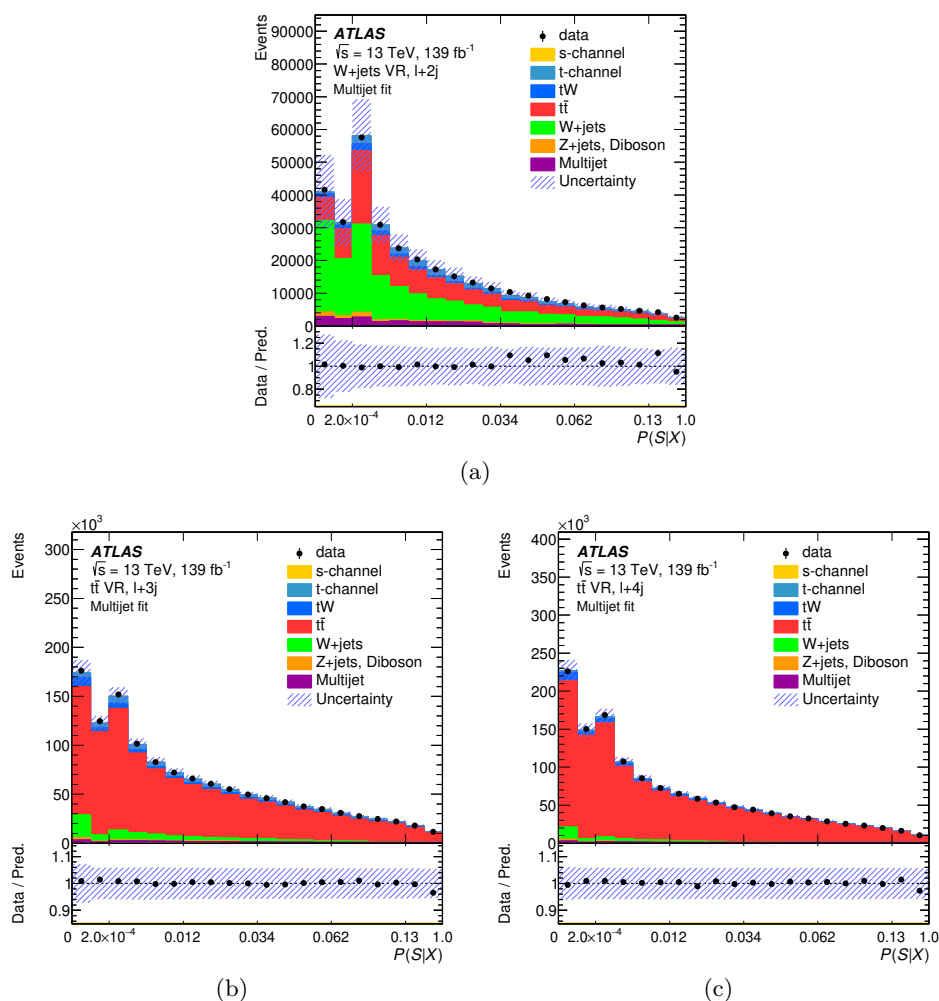 Events
90000
80000
70000
60000
50000
40000
30000
20000
10000
0
ATLAS
√s = 13 TeV, 139 fb⁻¹
W+jets VR, l+2j
Multijet fit
data
s-channel
t-channel
tW
tt̄
W+jets
Z+jets, Diboson
Multijet
Uncertainty
Data / Pred.
1.2
1
0.8
0 2.0×10⁻⁴ 0.012 0.034 0.062 0.13 1.0
P(S|X)
(a)
×10³
Events
300
250
200
150
100
50
0
ATLAS
√s = 13 TeV, 139 fb⁻¹
tt̄ VR, l+3j
Multijet fit
data
s-channel
t-channel
tW
tt̄
W+jets
Z+jets, Diboson
Multijet
Uncertainty
Data / Pred.
1.1
1
0.9
0 2.0×10⁻⁴ 0.012 0.034 0.062 0.13 1.0
P(S|X)
(b)
×10³
Events
400
350
300
250
200
150
100
50
0
ATLAS
√s = 13 TeV, 139 fb⁻¹
tt̄ VR, l+4j
Multijet fit
data
s-channel
t-channel
tW
tt̄
W+jets
Z+jets, Diboson
Multijet
Uncertainty
Data / Pred.
1.1
1
0.9
0 2.0×10⁻⁴ 0.012 0.034 0.062 0.13 1.0
P(S|X)
(c)